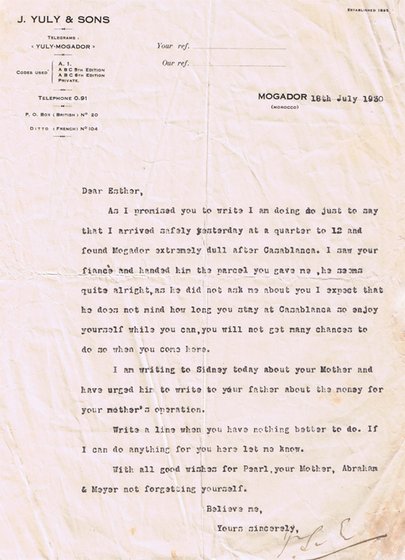 ESTABLISHED 1895
J. YULY & SONS
TELEGRAMS:
«YULY-MOGADOR»
CODES USED
A. I.
A B C 5TH EDITION
A B C 6TH EDITION
PRIVATE.
TELEPHONE 0.91
P. O. BOX (BRITISH) Nº 20
DITTO (FRENCH) Nº 104
Your ref.
Our ref.
MOGADOR 18th July 1930
(MOROCCO)
Dear Esther,
As I promised you to write I am doing so just to say
that I arrived safely yesterday at a quarter to 12 and
found Mogador extremely dull after Casablanca. I saw your
fiancé and handed him the parcel you gave me ,he seems
quite alright,as he did not ask me about you I expect that
he does not mind how long you stay at Casablanca so enjoy
yourself while you can,you will not get many chances to
do so when you come here.
I am writing to Sidney today about your Mother and
have urged him to write to your father about the money for
your mother's operation.
Write a line when you have nothing better to do. If
I can do anything for you here let me know.
With all good wishes for Pearl,your Mother, Abraham
& Meyer not forgetting yourself.
Believe me,
Yours sincerely,